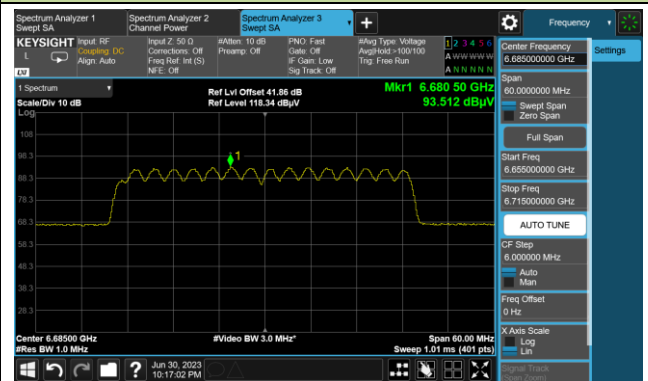 Spectrum Analyzer 1
Swept SA
Spectrum Analyzer 2
Channel Power
Spectrum Analyzer 3
Swept SA
Frequency
KEYSIGHT
L
LXI
Input: RF
Coupling: DC
Align: Auto
Input Z: 50 Ω
Corrections: Off
Freq Ref: Int (S)
NFE: Off
#Atten: 10 dB
Preamp: Off
PNO: Fast
Gate: Off
IF Gain: Low
Sig Track: Off
#Avg Type: Voltage
Avg|Hold:>100/100
Trig: Free Run
1 2 3 4 5 6
A W W W W W
A N N N N N
1 Spectrum
Scale/Div 10 dB
Log
Ref Lvl Offset 41.86 dB
Ref Level 118.34 dBµV
Mkr1 6.680 50 GHz
93.512 dBµV
108
98.3
88.3
78.3
68.3
58.3
48.3
38.3
28.3
1
Center 6.68500 GHz
#Res BW 1.0 MHz
#Video BW 3.0 MHz*
Span 60.00 MHz
Sweep 1.01 ms (401 pts)
?
Jun 30, 2023
10:17:02 PM
Center Frequency
6.685000000 GHz
Settings
Span
60.0000000 MHz
Swept Span
Zero Span
Full Span
Start Freq
6.655000000 GHz
Stop Freq
6.715000000 GHz
AUTO TUNE
CF Step
6.000000 MHz
Auto
Man
Freq Offset
0 Hz
X Axis Scale
Log
Lin
Signal Track
(Span Zoom)